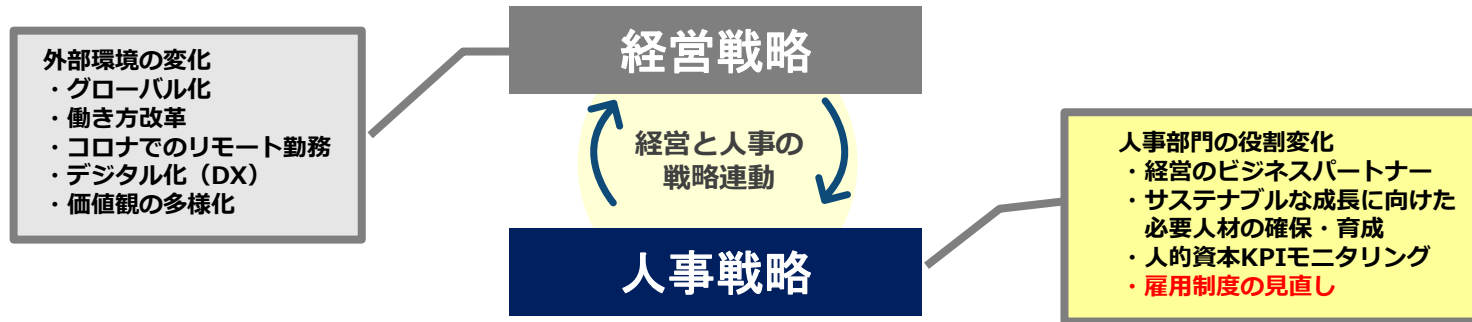 経営戦略
外部環境の変化
・グローバル化
・働き方改革
・コロナでのリモート勤務
・デジタル化（DX）
・価値観の多様化
経営と人事の
戦略連動
人事部門の役割変化
・経営のビジネスパートナー
・サステナブルな成長に向けた
必要人材の確保・育成
・人的資本KPIモニタリング
・雇用制度の見直し
人事戦略